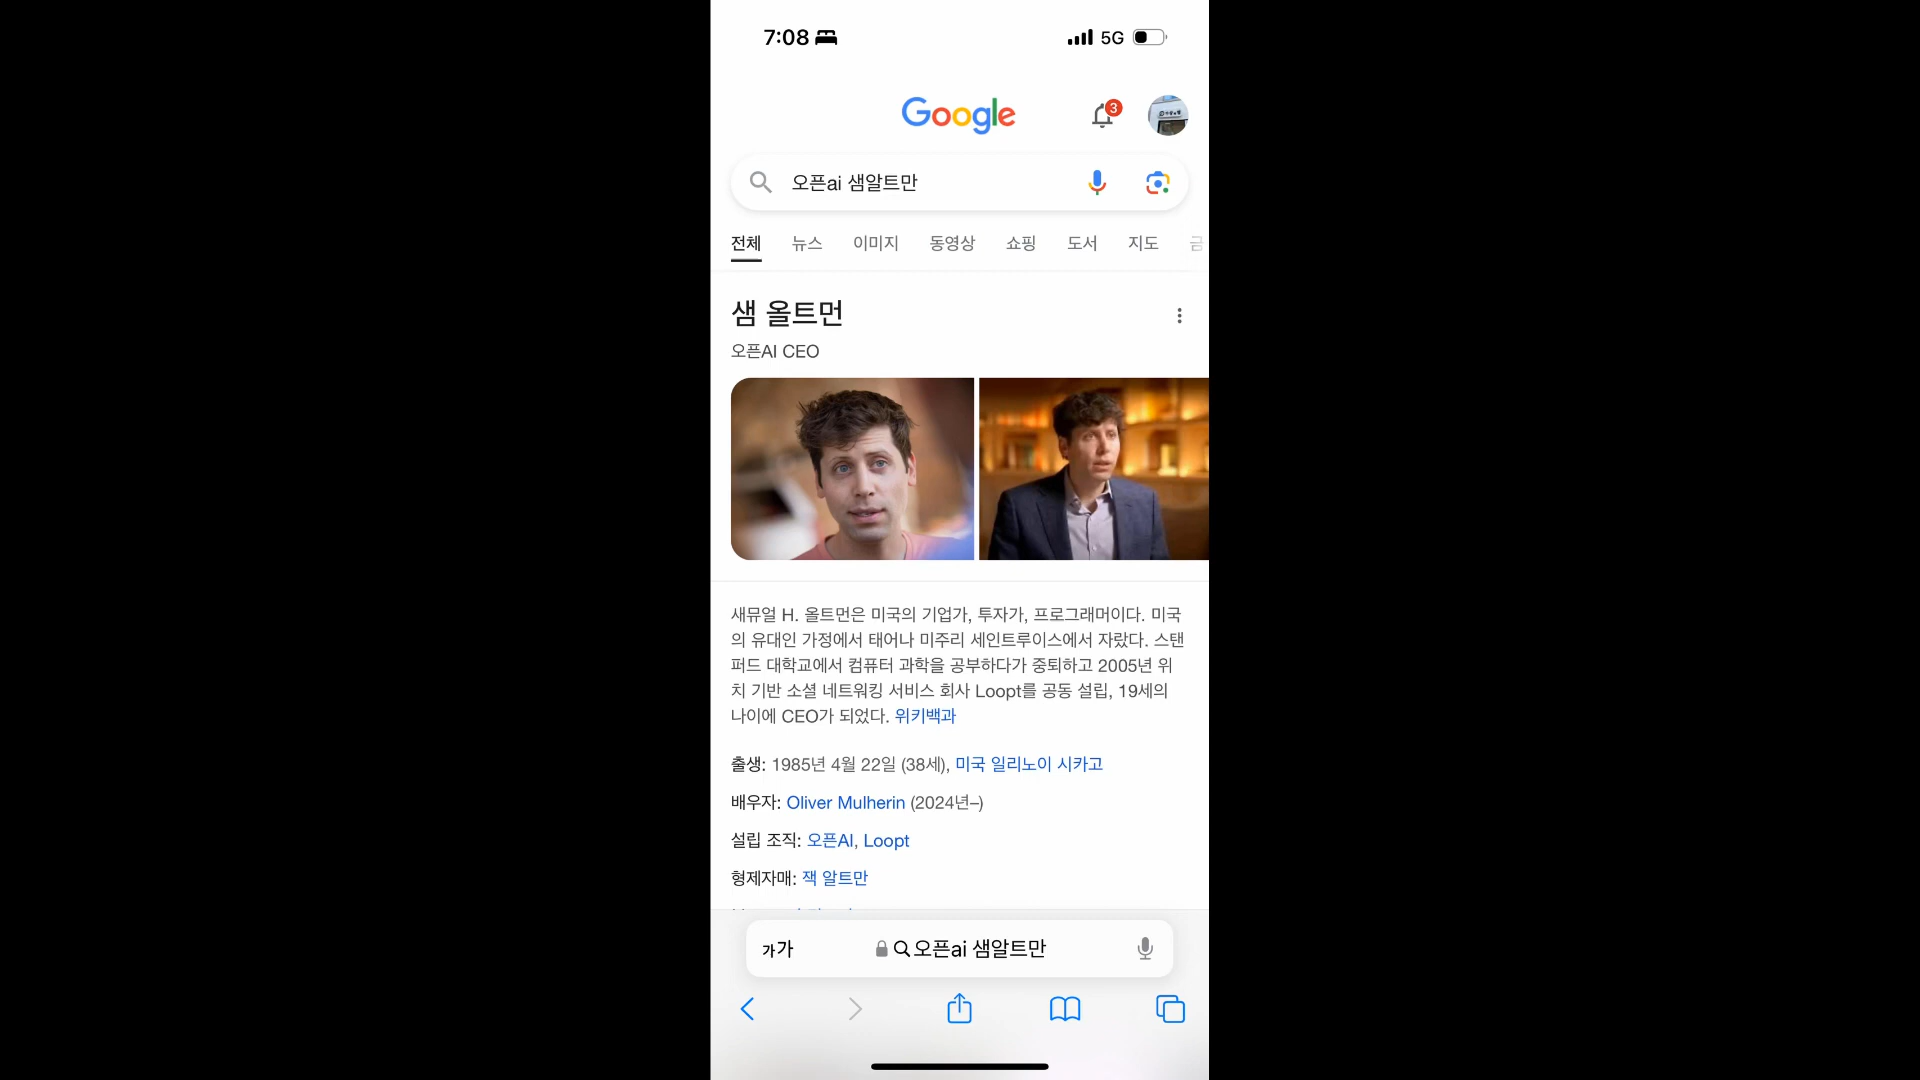 7:08
5G
Google
3
오픈ai 샘알트만
전체 뉴스 이미지 동영상 쇼핑 도서 지도
샘 올트먼
오픈AI CEO
새뮤얼 H. 올트먼은 미국의 기업가, 투자가, 프로그래머이다. 미국
의 유대인 가정에서 태어나 미주리 세인트루이스에서 자랐다. 스탠
퍼드 대학교에서 컴퓨터 과학을 공부하다가 중퇴하고 2005년 위
치 기반 소셜 네트워킹 서비스 회사 Loopt를 공동 설립, 19세의
나이에 CEO가 되었다. 위키백과
출생: 1985년 4월 22일 (38세), 미국 일리노이 시카고
배우자: Oliver Mulherin (2024년–)
설립 조직: 오픈AI, Loopt
형제자매: 잭 알트만
가가 오픈ai 샘알트만